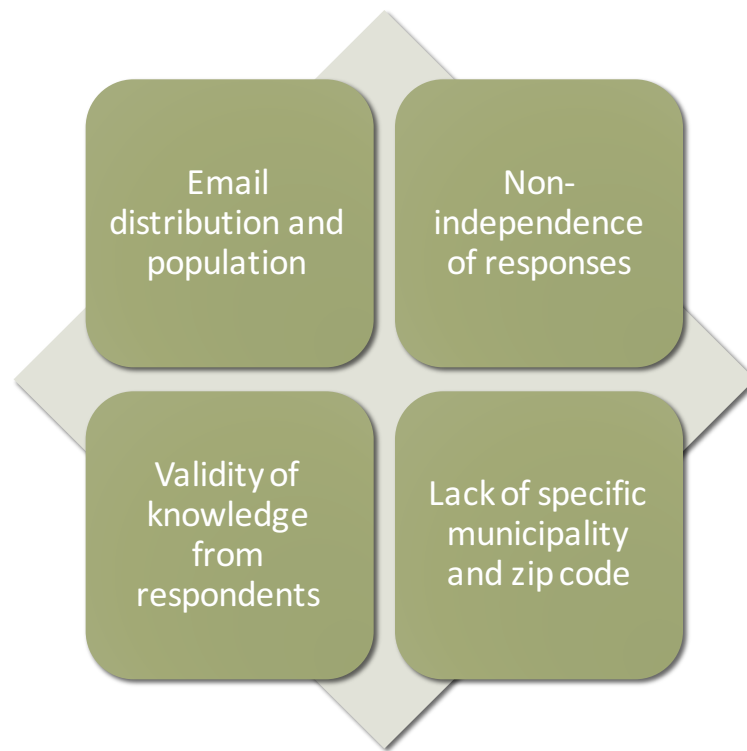 Email
distribution and
population
Non-
independence
of responses
Validity of
knowledge
from
respondents
Lack of specific
municipality
and zip code